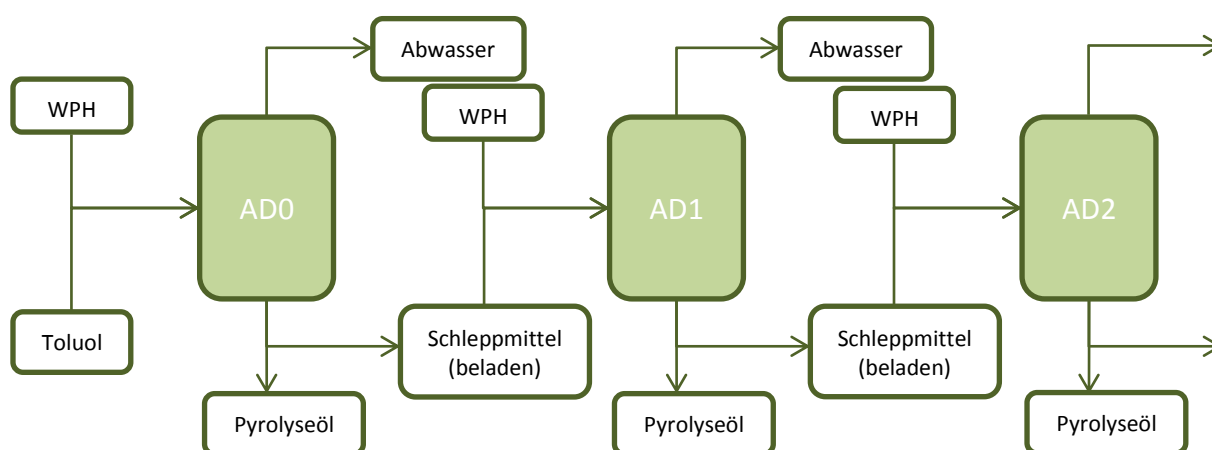 Abwasser
Abwasser
WPH
WPH
WPH
AD0
AD1
AD2
Toluol
Schleppmittel
(beladen)
Schleppmittel
(beladen)
Pyrolyseöl
Pyrolyseöl
Pyrolyseöl